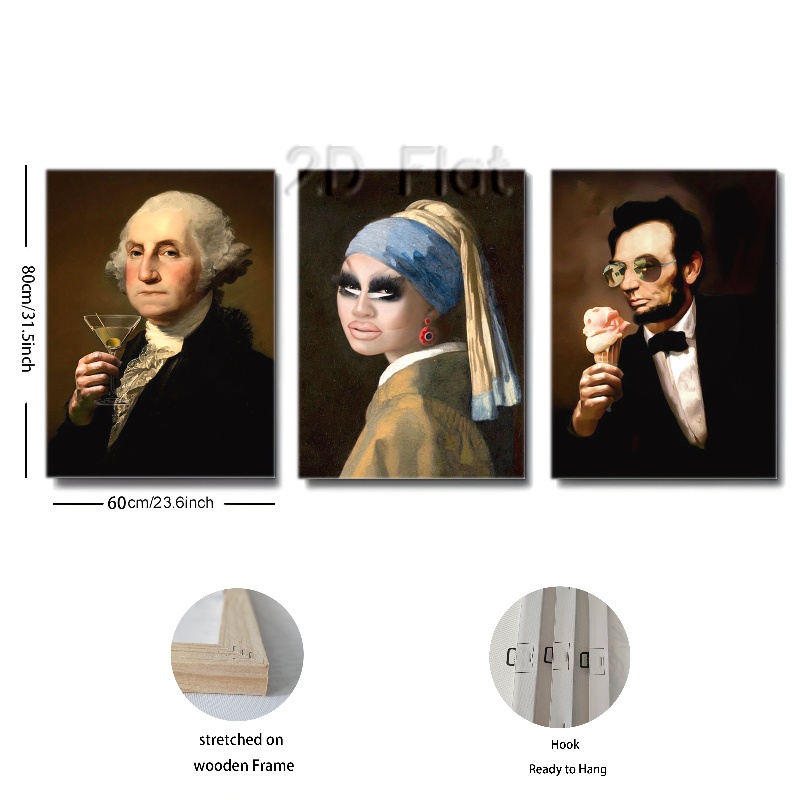 2D Flat
80cm/31.5inch
60cm/23.6inch
stretched on
wooden Frame
Hook
Ready to Hang